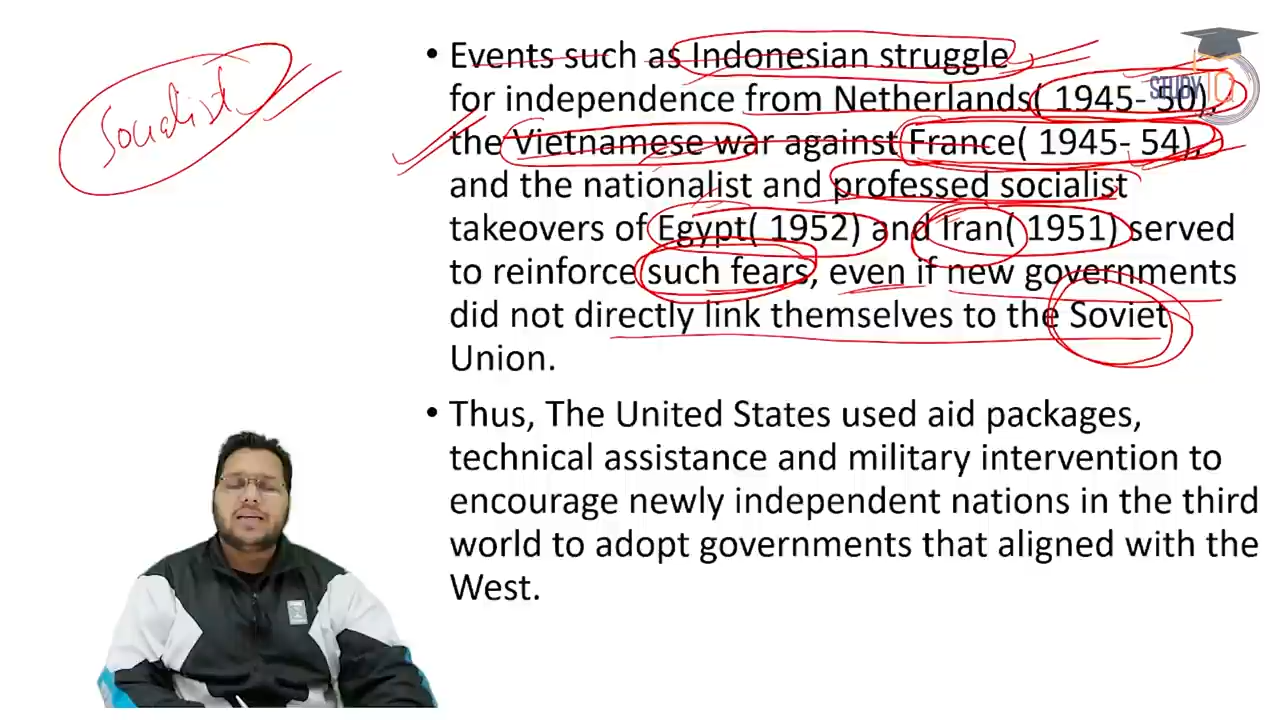 Socialist
• Events such as Indonesian struggle
for independence from Netherlands( 1945- 50),
the Vietnamese war against France( 1945- 54),
and the nationalist and professed socialist
takeovers of Egypt( 1952) and Iran( 1951) served
to reinforce such fears, even if new governments
did not directly link themselves to the Soviet
Union.
• Thus, The United States used aid packages,
technical assistance and military intervention to
encourage newly independent nations in the third
world to adopt governments that aligned with the
West.
STUDY IQ